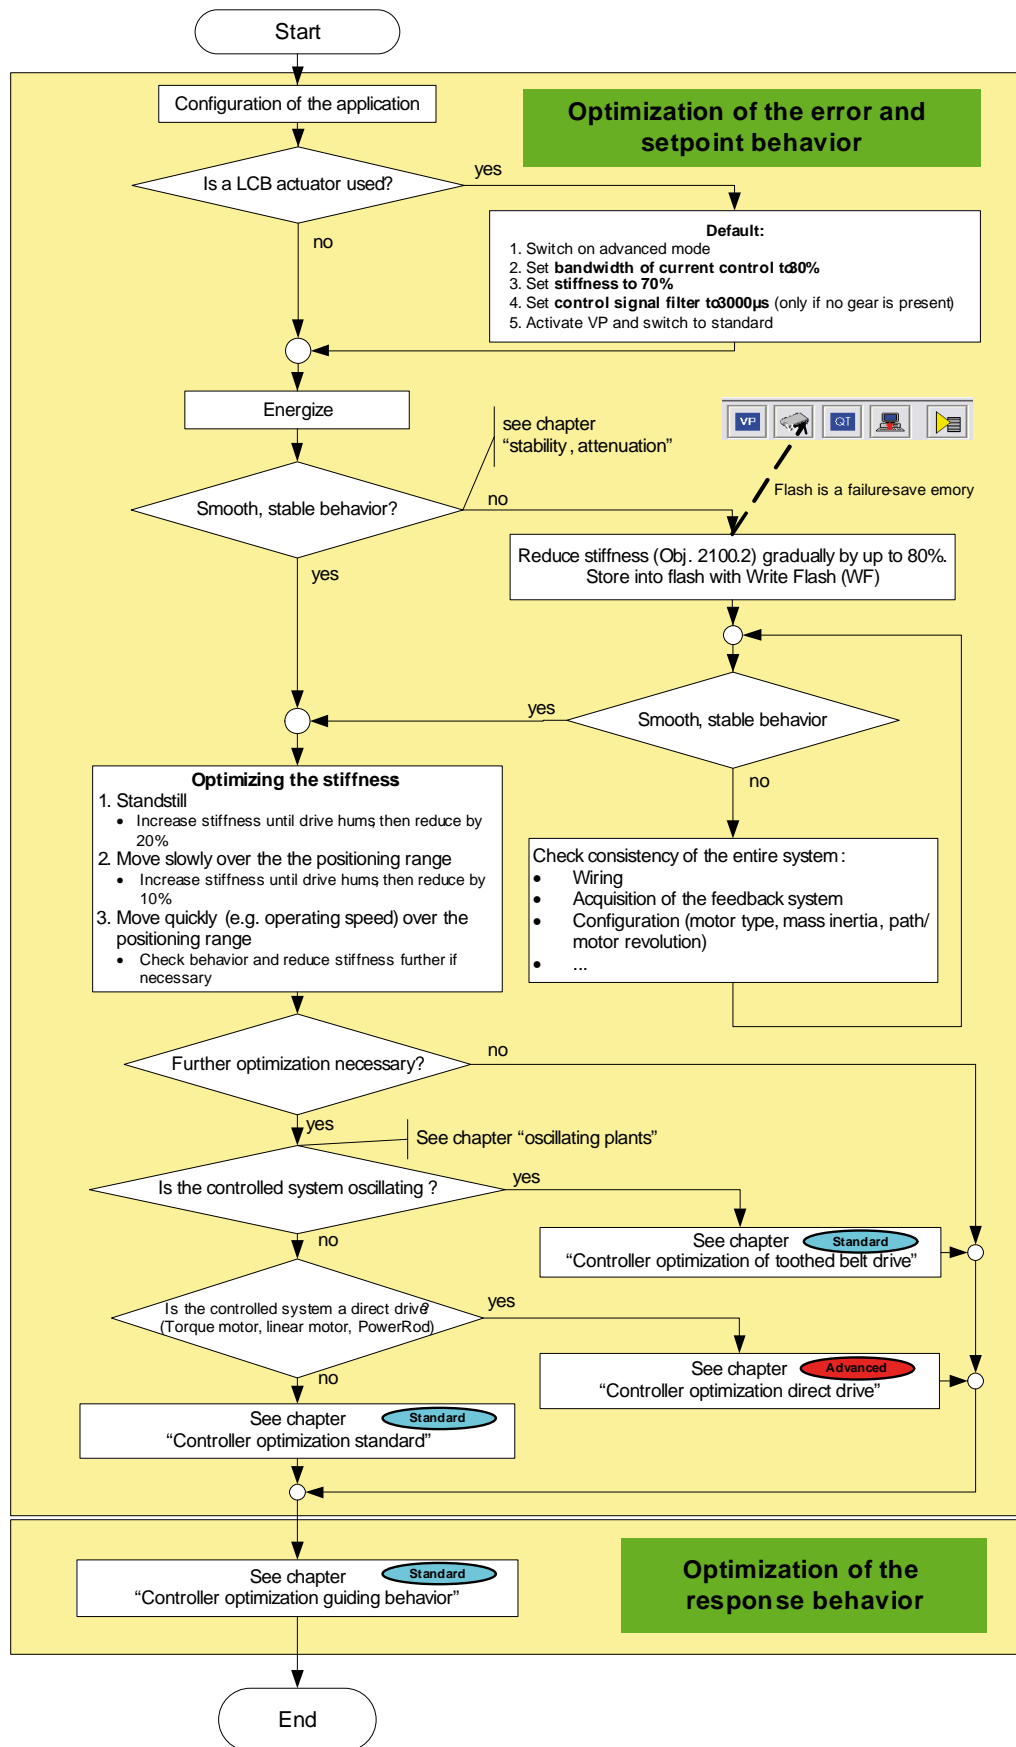 Start
Configuration of the application
Optimization of the error and
setpoint behavior
Is a LCB actuator used?
yes
no
Default:
1. Switch on advanced mode
2. Set bandwidth of current control to80%
3. Set stiffness to 70%
4. Set control signal filter to3000µs (only if no gear is present)
5. Activate VP and switch to standard
Energize
see chapter
“stability, attenuation”
VP
QT
Flash is a failure-save emory
Smooth, stable behavior?
no
yes
Reduce stiffness (Obj. 2100.2) gradually by up to 80%.
Store into flash with Write Flash (WF)
Smooth, stable behavior
yes
no
Optimizing the stiffness
1. Standstill
• Increase stiffness until drive hums, then reduce by
20%
2. Move slowly over the the positioning range
• Increase stiffness until drive hums, then reduce by
10%
3. Move quickly (e.g. operating speed) over the
positioning range
• Check behavior and reduce stiffness further if
necessary
Check consistency of the entire system:
• Wiring
• Acquisition of the feedback system
• Configuration (motor type, mass inertia, path/
motor revolution)
• ...
Further optimization necessary?
no
yes
See chapter “oscillating plants”
Is the controlled system oscillating ?
yes
no
See chapter Standard
“Controller optimization of toothed belt drive”
Is the controlled system a direct drive?
(Torque motor, linear motor, PowerRod)
yes
no
See chapter Advanced
“Controller optimization direct drive”
See chapter Standard
“Controller optimization standard”
See chapter Standard
“Controller optimization guiding behavior”
Optimization of the
response behavior
End